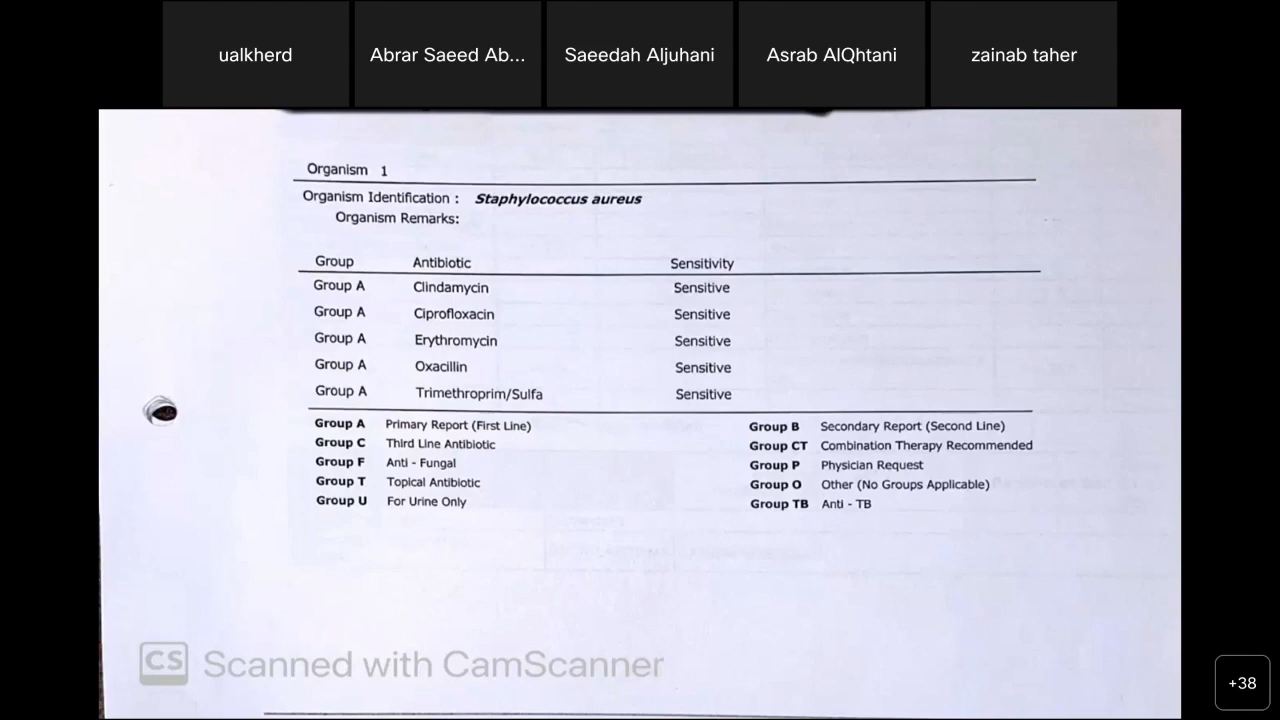 ualkherd
Abrar Saeed Ab...
Saeedah Aljuhani
Asrab AlQhtani
zainab taher
Organism 1
Organism Identification : Staphylococcus aureus
Organism Remarks:
Group Antibiotic Sensitivity
Group A Clindamycin Sensitive
Group A Ciprofloxacin Sensitive
Group A Erythromycin Sensitive
Group A Oxacillin Sensitive
Group A Trimethroprim/Sulfa Sensitive
Group A Primary Report (First Line) Group B Secondary Report (Second Line)
Group C Third Line Antibiotic Group CT Combination Therapy Recommended
Group F Anti - Fungal Group P Physician Request
Group T Topical Antibiotic Group O Other (No Groups Applicable)
Group U For Urine Only Group TB Anti - TB
CS Scanned with CamScanner
+38